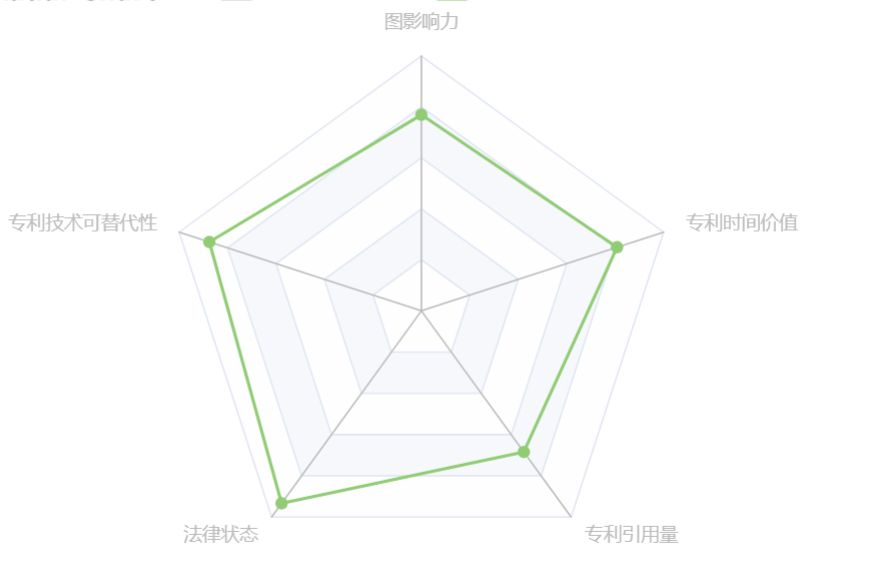 图影响力
专利技术可替代性
专利时间价值
法律状态
专利引用量